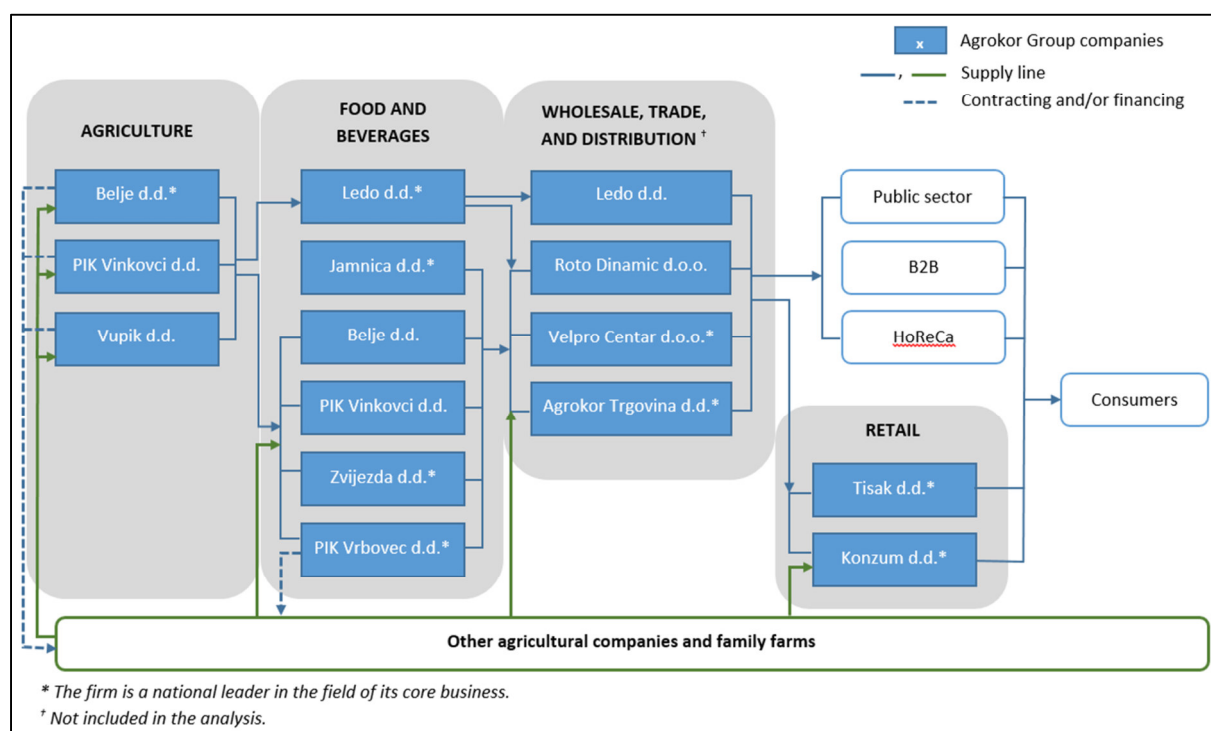 x Agrokor Group companies
, Supply line
Contracting and/or financing
AGRICULTURE
Belje d.d.*
PIK Vinkovci d.d.
Vupik d.d.
FOOD AND
BEVERAGES
Ledo d.d.*
Jamnica d.d.*
Belje d.d.
PIK Vinkovci d.d.
Zvijezda d.d.*
PIK Vrbovec d.d.*
WHOLESALE, TRADE,
AND DISTRIBUTION †
Ledo d.d.
Roto Dinamic d.o.o.
Velpro Centar d.o.o.*
Agrokor Trgovina d.d.*
Public sector
B2B
HoReCa
RETAIL
Tisak d.d.*
Konzum d.d.*
Consumers
Other agricultural companies and family farms
* The firm is a national leader in the field of its core business.
† Not included in the analysis.